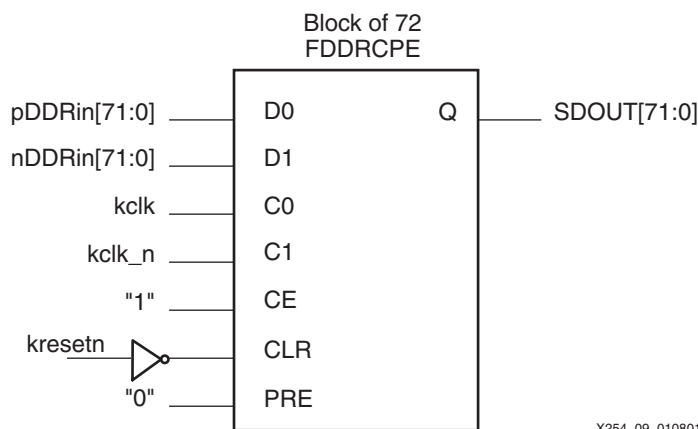 Block of 72
FDDRCPE
pDDRin[71:0] D0 Q SDOUT[71:0]
nDDRin[71:0] D1
kclk C0
kclk_n C1
"1" CE
kresetn CLR
"0" PRE
X254_09_010801